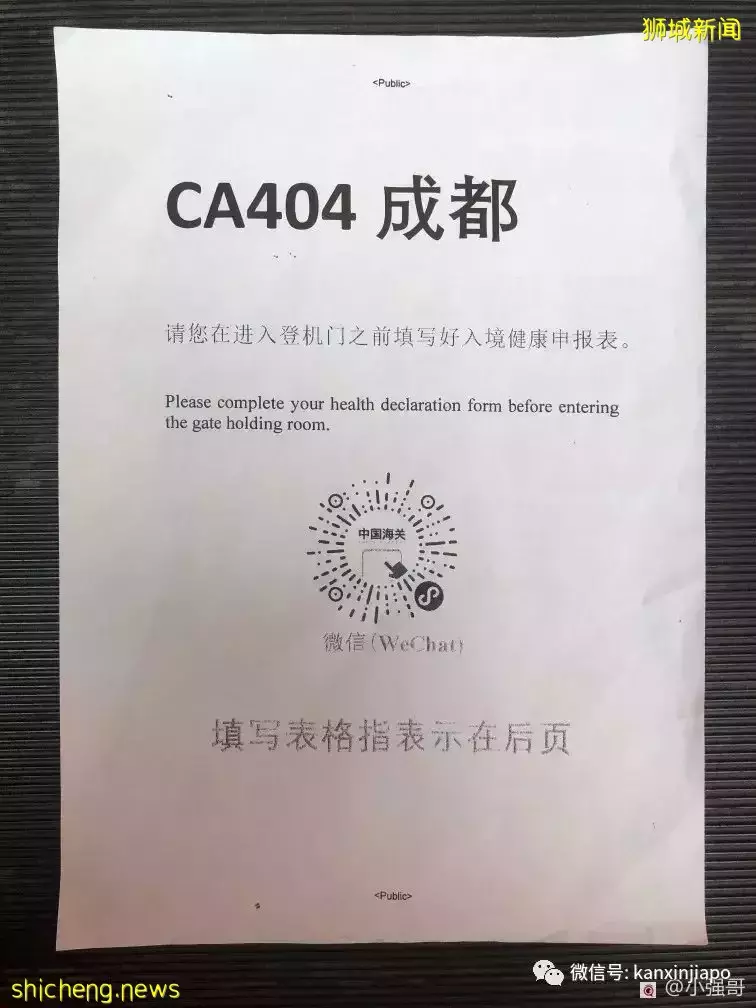 狮城新闻
<Public>
CA404 成都
请您在进入登机门之前填写好入境健康申报表。
Please complete your health declaration form before entering
the gate holding room.
中国海关
微信(WeChat)
填写表格指表示在后页
<Public>
shicheng.news
微信号: kanxinjiapo
@小强哥